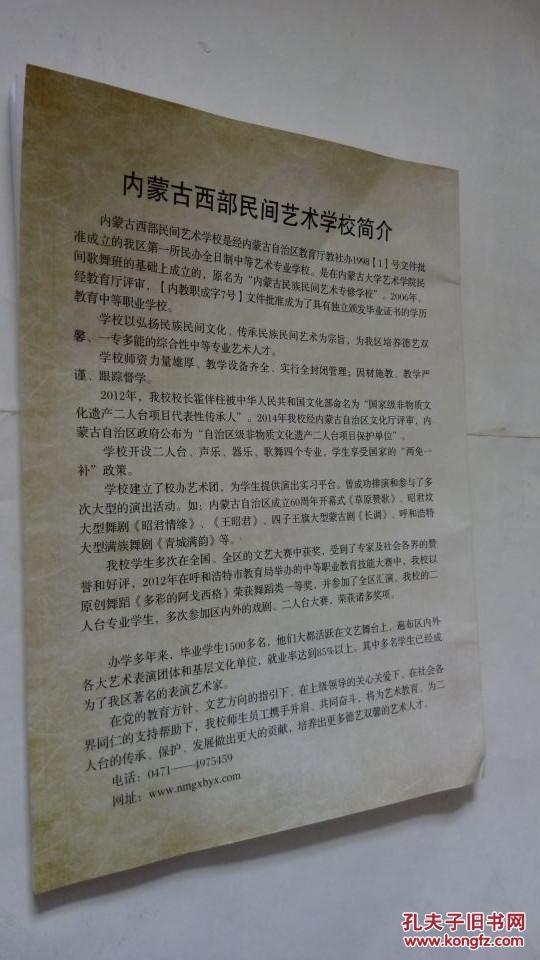 内蒙古西部民间艺术学校简介
内蒙古西部民间艺术学校是经内蒙古自治区教育厅教社办1998【1】号文件批
准成立的我区第一所民办全日制中等艺术专业学校。是在内蒙古大学艺术学院民
间歌舞班的基础上成立的，原名为“内蒙古民族民间艺术专修学校”。2006年，
经教育厅评审，【内教职成字7号】文件批准成为了具有独立颁发毕业证书的学历
教育中等职业学校。
学校以弘扬民族民间文化、传承民族民间艺术为宗旨，为我区培养德艺双
馨、一专多能的综合性中等专业艺术人才。
学校师资力量雄厚、教学设备齐全、实行全封闭管理；因材施教、教学严
谨、跟踪督学。
2012年，我校校长霍伴柱被中华人民共和国文化部命名为“国家级非物质文
化遗产二人台项目代表性传承人”。2014年我校经内蒙古文化厅评审，内
蒙古自治区政府公布为“自治区级非物质文化遗产二人台项目保护单位”。
学校开设二人台、声乐、器乐、歌舞四个专业，学生享受国家的“两免一
补”政策。
学校建立了校办艺术团，为学生提供演出实习平台。曾成功排演和参与了多
次大型的演出活动。如：内蒙古自治区成立60周年开幕式《草原赞歌》、昭君坟
大型舞剧《昭君情缘》、《王昭君》、四子王旗大型蒙古剧《长调》、呼和浩特
大型满族舞剧《青城满韵》等。
我校学生多次在全国、全区的文艺大赛中获奖，受到了专家及社会各界的赞
誉和好评，2012年在呼和浩特市教育局举办的中等职业教育技能大赛中，我校以
原创舞蹈《多彩的阿戈西格》荣获舞蹈类一等奖，并参加了全区汇演。我校的二
人台专业学生，多次参加区内外的戏剧、二人台大赛，荣获诸多奖项。
办学多年来，毕业学生1500多名，他们大都活跃在文艺舞台上，遍布区内外
各大艺术表演团体和基层文化单位，就业率达到85%以上。其中多名学生已经成
为了我区著名的表演艺术家。
在党的教育方针、文艺方向的指引下、在上级领导的关心关爱下、在社会各
界同仁的支持帮助下，我校师生员工携手并肩、共同奋斗，将为艺术教育、为二
人台的传承、保护、发展做出更大的贡献，培养出更多德艺双馨的艺术人才。
电话：0471——4975459
网址：www.nmgxbyx.com
孔夫子旧书网
www.kongfz.com